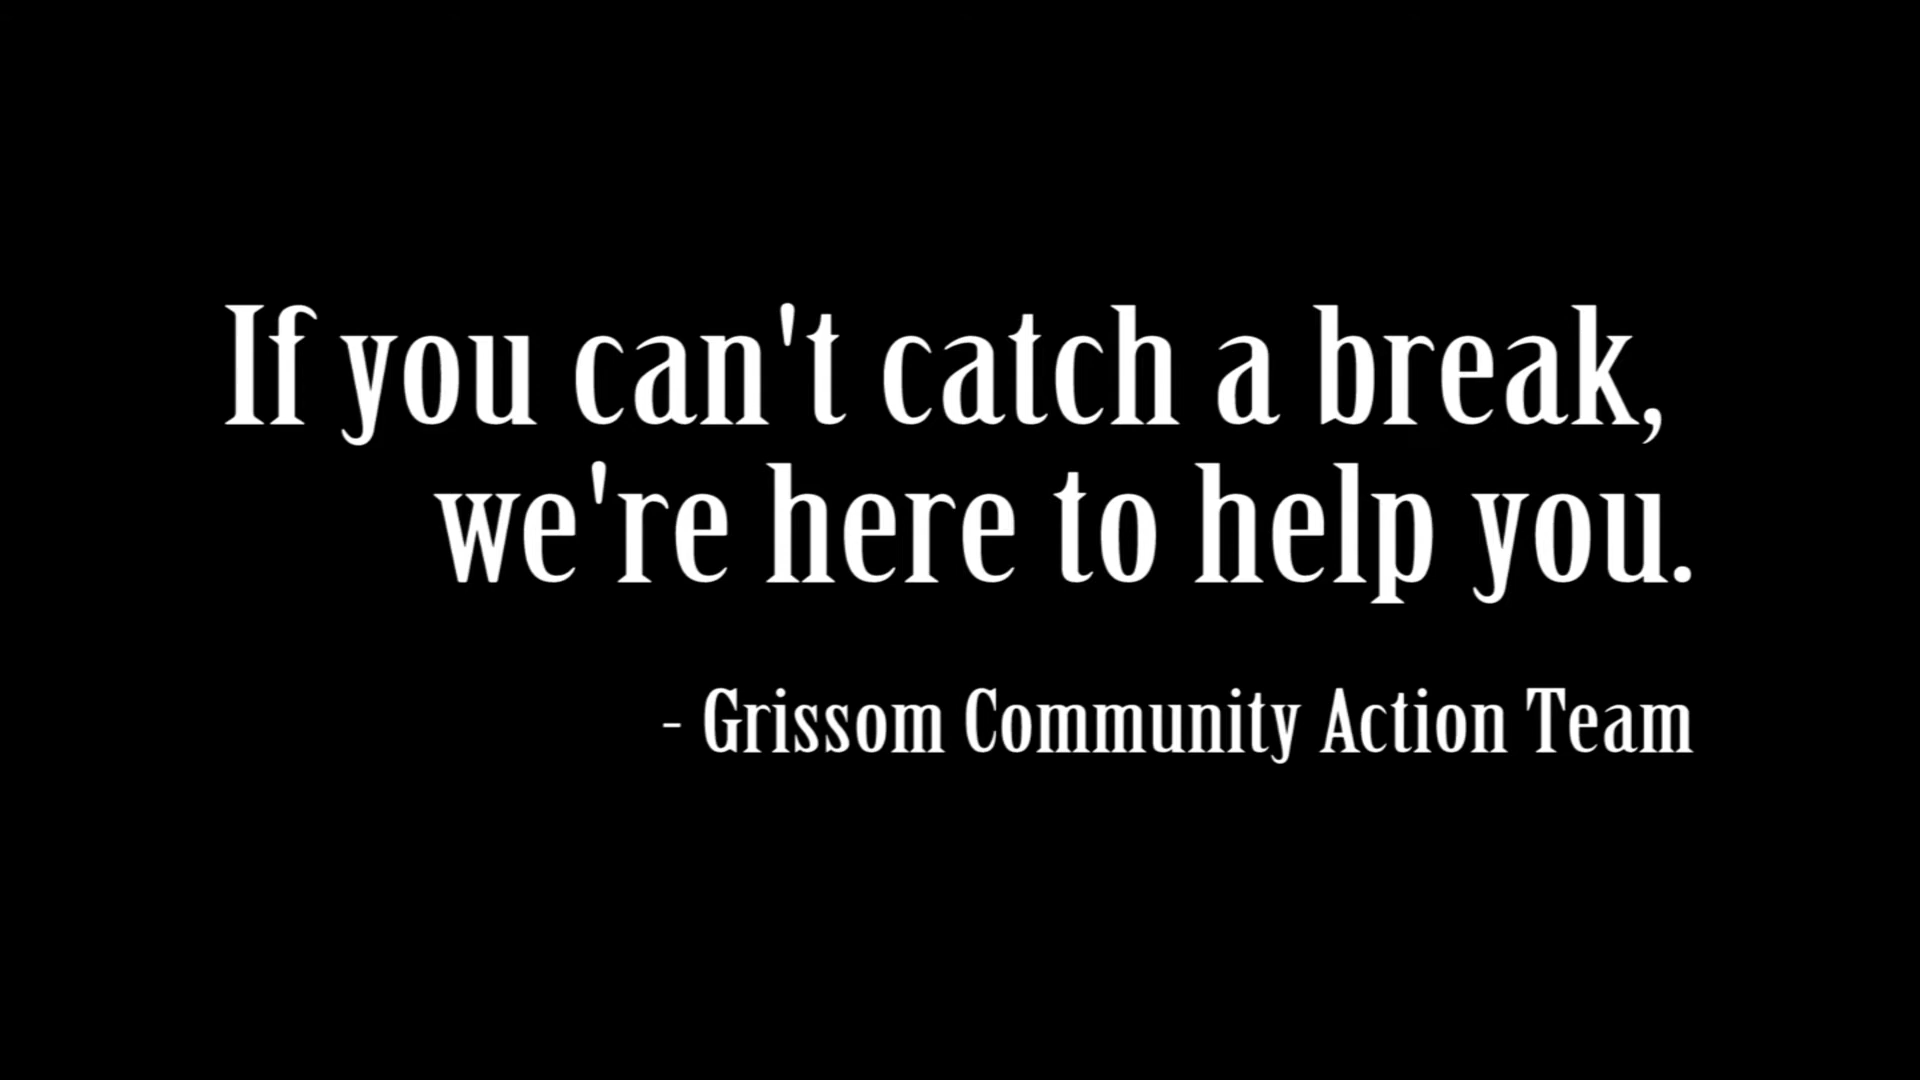 If you can't catch a break,
we're here to help you.
- Grissom Community Action Team